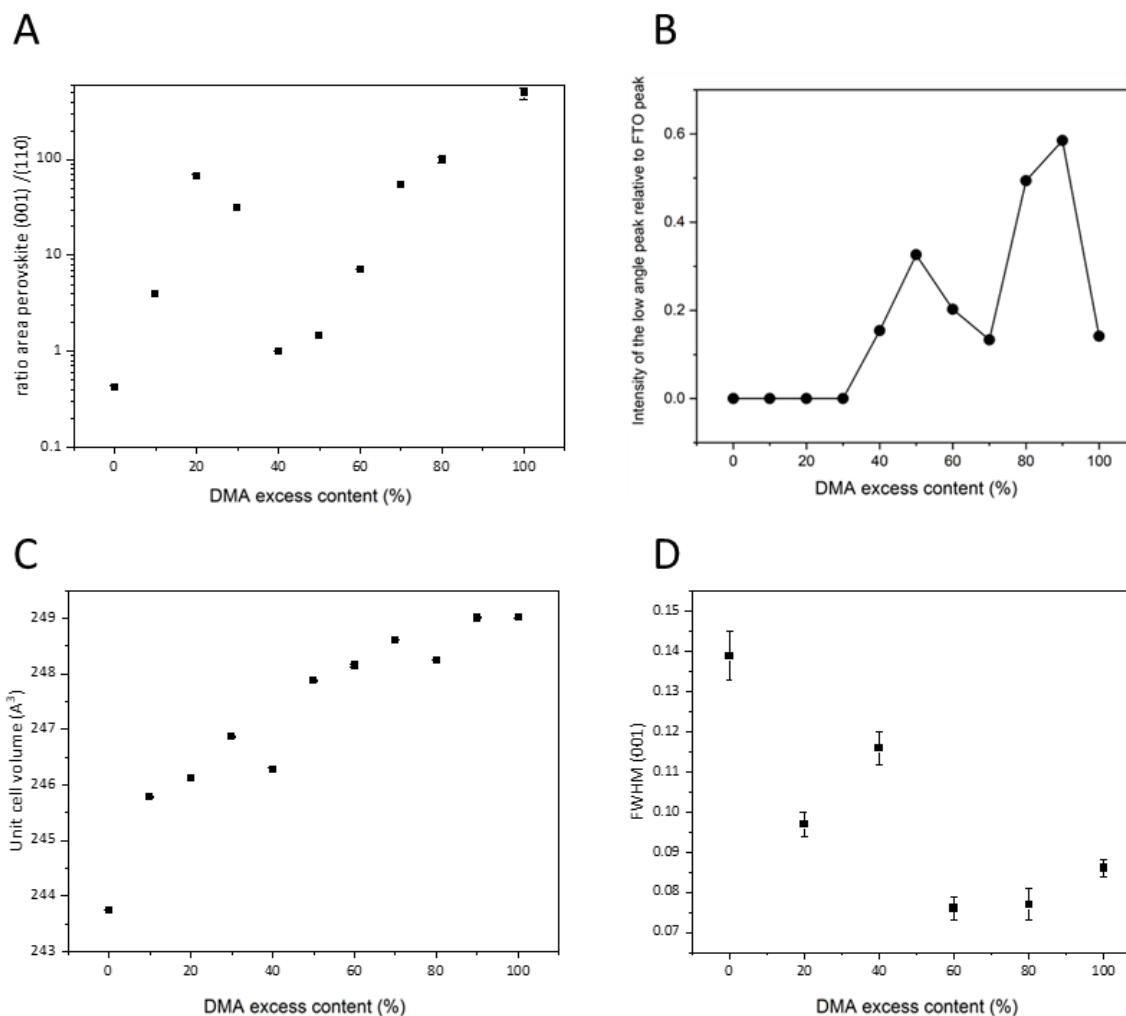 A
ratio area perovskite (001) /(110)
100
10
1
0.1
0 20 40 60 80 100
DMA excess content (%)
B
Intensity of the low angle peak relative to FTO peak
0.6
0.4
0.2
0.0
0 20 40 60 80 100
DMA excess content (%)
C
Unit cell volume (A³)
249
248
247
246
245
244
243
0 20 40 60 80 100
DMA excess content (%)
D
FWHM (001)
0.15
0.14
0.13
0.12
0.11
0.10
0.09
0.08
0.07
0 20 40 60 80 100
DMA excess content (%)